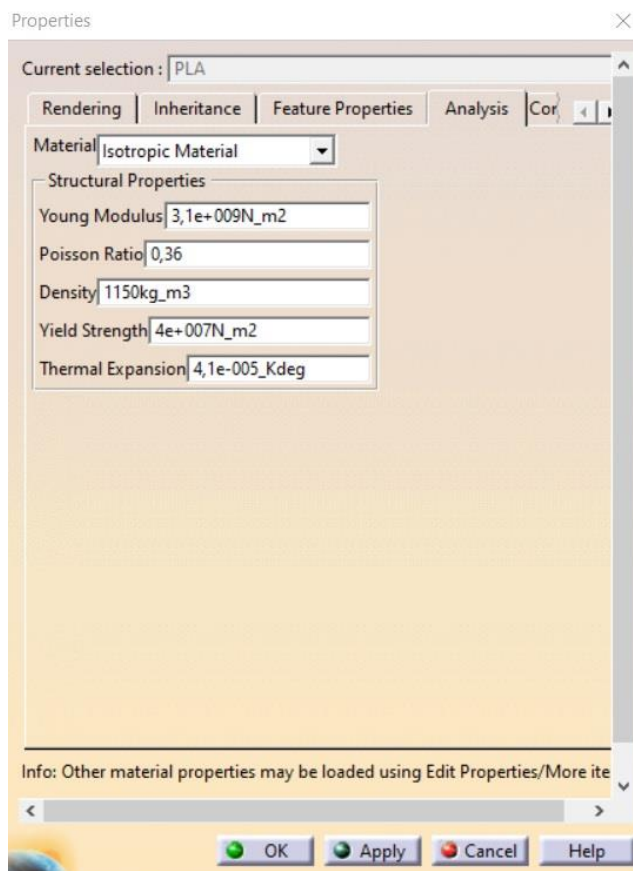 Properties
Current selection : PLA
Rendering Inheritance Feature Properties Analysis
Material Isotropic Material
Structural Properties
Young Modulus 3,1e+009N_m2
Poisson Ratio 0,36
Density 1150kg_m3
Yield Strength 4e+007N_m2
Thermal Expansion 4,1e-005_Kdeg
Info: Other material properties may be loaded using Edit Properties/More ite
OK Apply Cancel Help